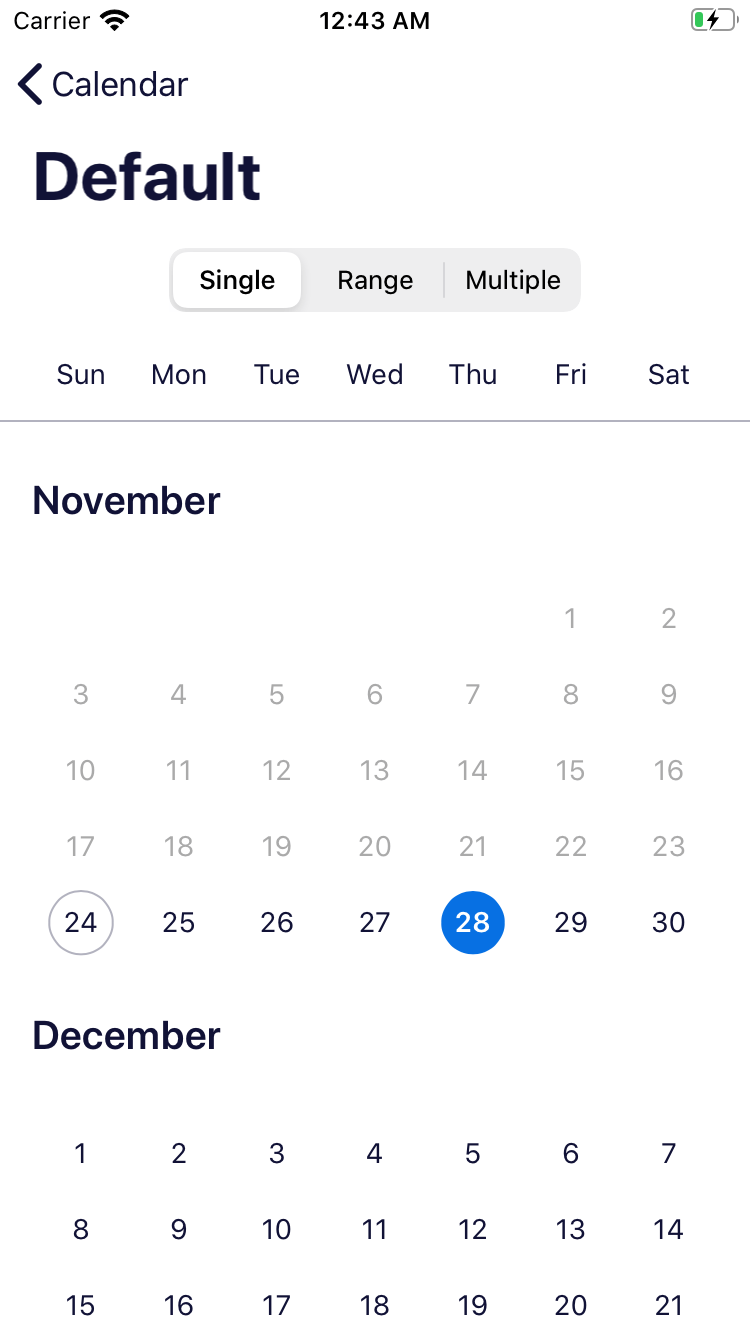 Carrier 12:43 AM
Calendar
Default
Single Range Multiple
Sun Mon Tue Wed Thu Fri Sat
November
1 2
3 4 5 6 7 8 9
10 11 12 13 14 15 16
17 18 19 20 21 22 23
24 25 26 27 28 29 30
December
1 2 3 4 5 6 7
8 9 10 11 12 13 14
15 16 17 18 19 20 21